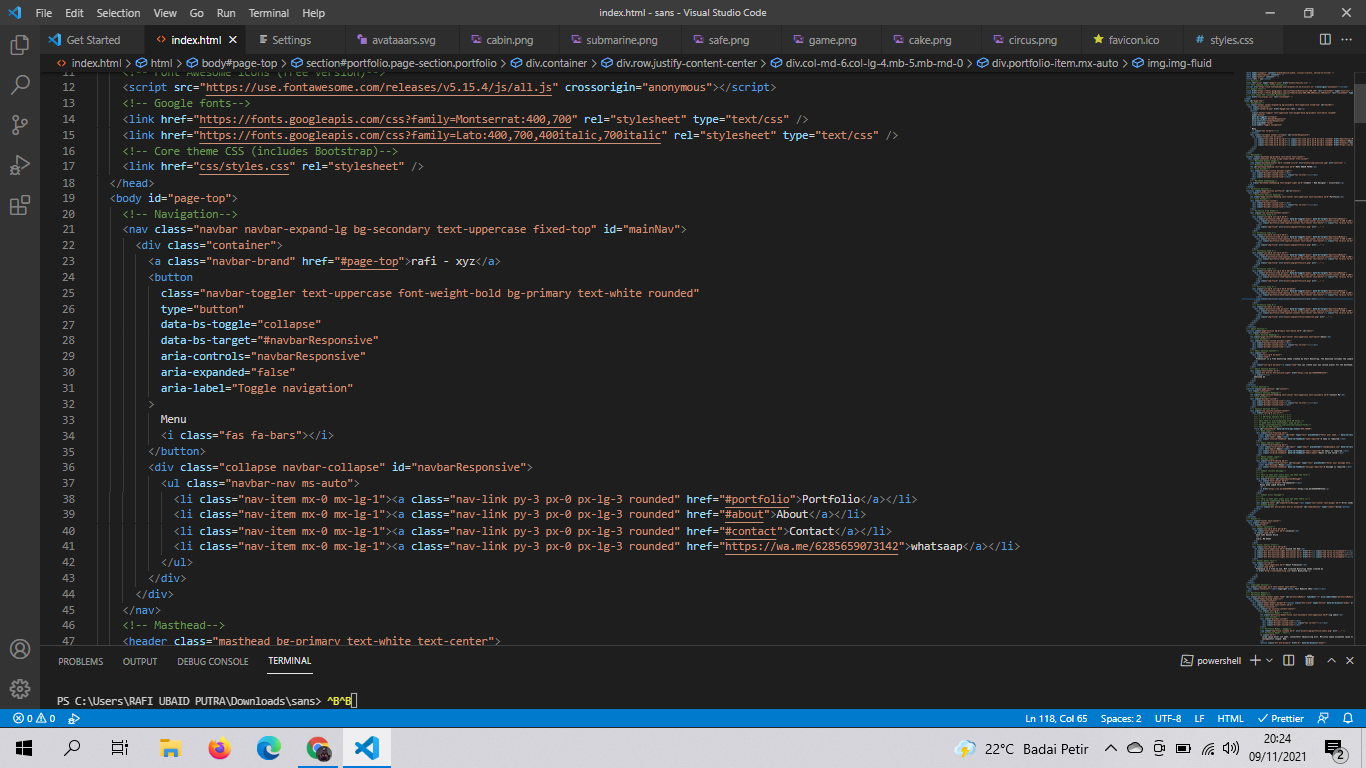 File Edit Selection View Go Run Terminal Help index.html - sans - Visual Studio Code
Get Started index.html Settings avataaars.svg cabin.png submarine.png safe.png game.png cake.png circus.png favicon.ico styles.css
index.html > html > body#page-top > section#portfolio.page-section.portfolio > div.container > div.row.justify-content-center > div.col-md-6.col-lg-4.mb-5.mb-md-0 > div.portfolio-item.mx-auto > img.img-fluid
11 <!-- Font Awesome icons (free version)-->
12 <script src="https://use.fontawesome.com/releases/v5.15.4/js/all.js" crossorigin="anonymous"></script>
13 <!-- Google fonts-->
14 <link href="https://fonts.googleapis.com/css?family=Montserrat:400,700" rel="stylesheet" type="text/css" />
15 <link href="https://fonts.googleapis.com/css?family=Lato:400,700,400italic,700italic" rel="stylesheet" type="text/css" />
16 <!-- Core theme CSS (includes Bootstrap)-->
17 <link href="css/styles.css" rel="stylesheet" />
18 </head>
19 <body id="page-top">
20 <!-- Navigation-->
21 <nav class="navbar navbar-expand-lg bg-secondary text-uppercase fixed-top" id="mainNav">
22 <div class="container">
23 <a class="navbar-brand" href="#page-top">rafi - xyz</a>
24 <button
25 class="navbar-toggler text-uppercase font-weight-bold bg-primary text-white rounded"
26 type="button"
27 data-bs-toggle="collapse"
28 data-bs-target="#navbarResponsive"
29 aria-controls="navbarResponsive"
30 aria-expanded="false"
31 aria-label="Toggle navigation"
32 >
33 Menu
34 <i class="fas fa-bars"></i>
35 </button>
36 <div class="collapse navbar-collapse" id="navbarResponsive">
37 <ul class="navbar-nav ms-auto">
38 <li class="nav-item mx-0 mx-lg-1"><a class="nav-link py-3 px-0 px-lg-3 rounded" href="#portfolio">Portfolio</a></li>
39 <li class="nav-item mx-0 mx-lg-1"><a class="nav-link py-3 px-0 px-lg-3 rounded" href="#about">About</a></li>
40 <li class="nav-item mx-0 mx-lg-1"><a class="nav-link py-3 px-0 px-lg-3 rounded" href="#contact">Contact</a></li>
41 <li class="nav-item mx-0 mx-lg-1"><a class="nav-link py-3 px-0 px-lg-3 rounded" href="https://wa.me/6285659073142">whatsaap</a></li>
42 </ul>
43 </div>
44 </div>
45 </nav>
46 <!-- Masthead-->
47 <header class="masthead bg-primary text-white text-center">
PROBLEMS OUTPUT DEBUG CONSOLE TERMINAL powershell
PS C:\Users\RAFI UBAID PUTRA\Downloads\sans> ^B^B
0 0 Ln 118, Col 65 Spaces: 2 UTF-8 LF HTML Prettier
22°C Badai Petir 20:24
09/11/2021 2